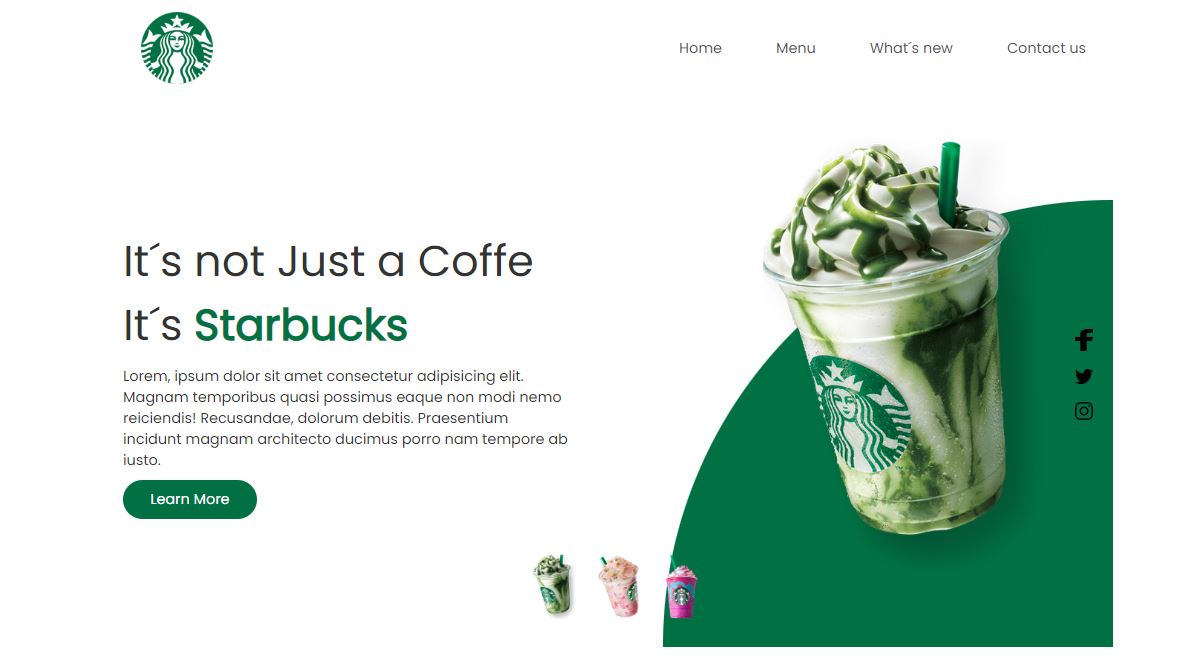 Home Menu What´s new Contact us
It´s not Just a Coffe
It´s Starbucks
Lorem, ipsum dolor sit amet consectetur adipisicing elit.
Magnam temporibus quasi possimus eaque non modi nemo
reiciendis! Recusandae, dolorum debitis. Praesentium
incidunt magnam architecto ducimus porro nam tempore ab
iusto.
Learn More